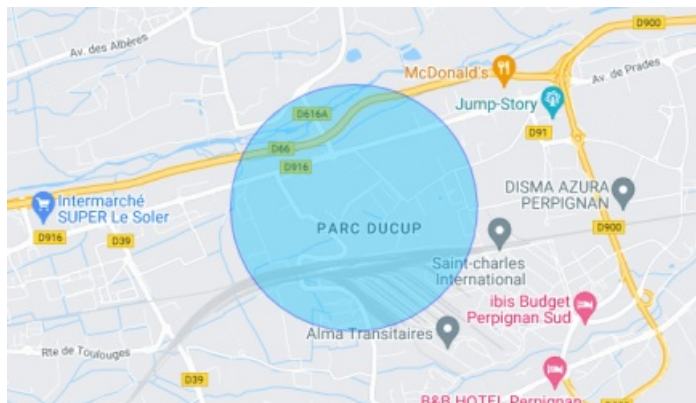 D900
Av. des Albères
McDonald's
Av. de Prades
Jump-Story
D616A
D91
D66
D916
DISMA AZURA
PERPIGNAN
Intermarché
SUPER Le Soler
D916
D39
PARC DUCUP
D900
Saint-charles
International
ibis Budget
Perpignan Sud
Alma Transitaires
Rte de Toulouges
D39
B&B HOTEL Perpignan